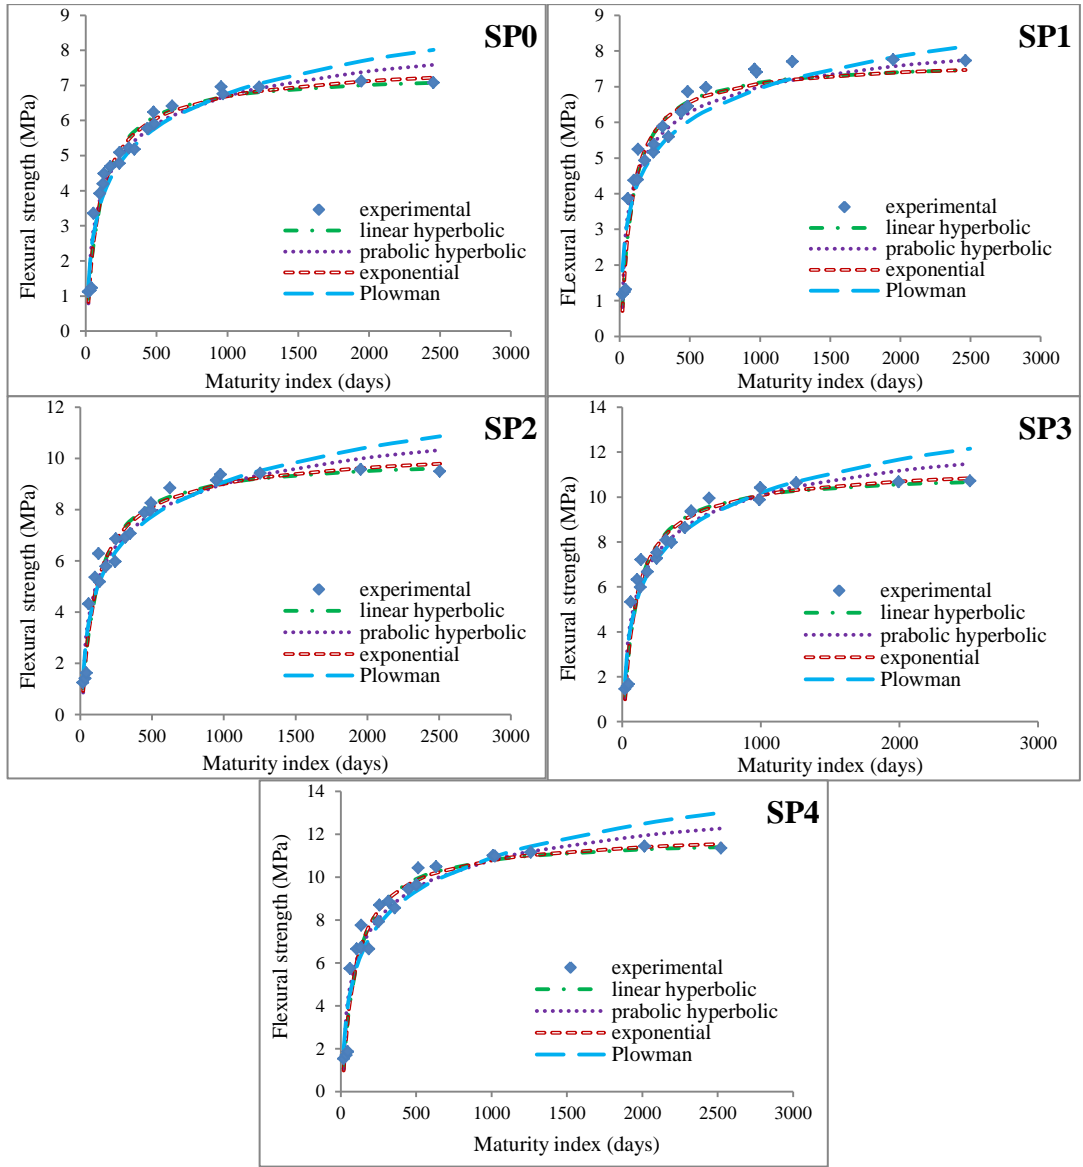 SP0
9
8
7
6
5
4
3
2
1
0
Flexural strength (MPa)
experimental
linear hyperbolic
prabolic hyperbolic
exponential
Plowman
0 500 1000 1500 2000 2500 3000
Maturity index (days)
SP1
9
8
7
6
5
4
3
2
1
0
FLexural strength (MPa)
experimental
linear hyperbolic
prabolic hyperbolic
exponential
Plowman
0 500 1000 1500 2000 2500 3000
Maturity index (days)
SP2
12
10
8
6
4
2
0
Flexural strength (MPa)
experimental
linear hyperbolic
prabolic hyperbolic
exponential
Plowman
0 500 1000 1500 2000 2500 3000
Maturity index (days)
SP3
14
12
10
8
6
4
2
0
Flexural strength (MPa)
experimental
linear hyperbolic
prabolic hyperbolic
exponential
Plowman
0 1000 2000 3000
Maturity index (days)
SP4
14
12
10
8
6
4
2
0
Flexural strength (MPa)
experimental
linear hyperbolic
prabolic hyperbolic
exponential
Plowman
0 500 1000 1500 2000 2500 3000
Maturity index (days)